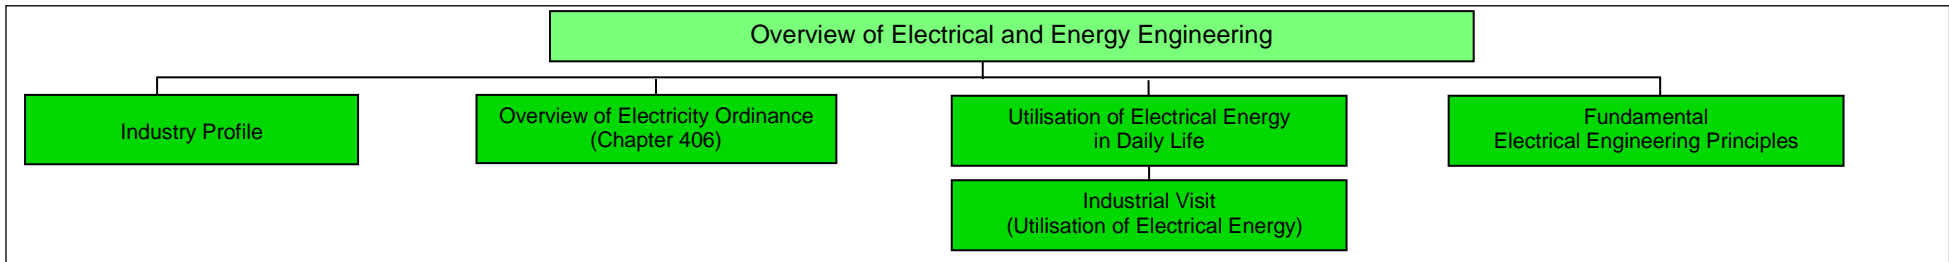 Overview of Electrical and Energy Engineering
Industry Profile
Overview of Electricity Ordinance
(Chapter 406)
Utilisation of Electrical Energy
in Daily Life
Fundamental
Electrical Engineering Principles
Industrial Visit
(Utilisation of Electrical Energy)